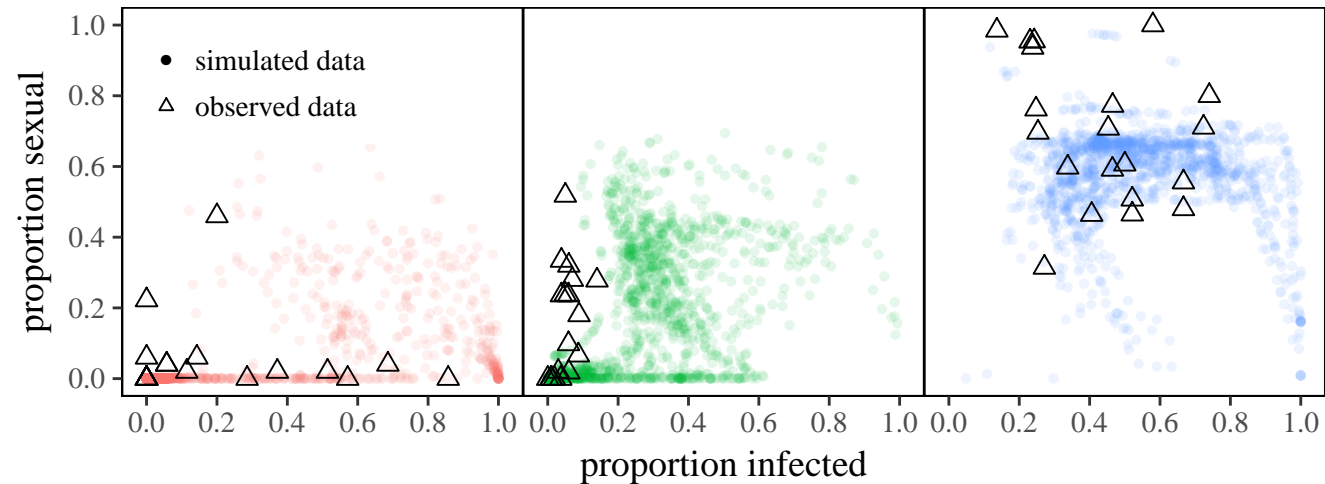 proportion sexual
1.0
0.8
0.6
0.4
0.2
0.0
simulated data
observed data
0.0 0.2 0.4 0.6 0.8 1.0 0.0 0.2 0.4 0.6 0.8 1.0 0.0 0.2 0.4 0.6 0.8 1.0
proportion infected